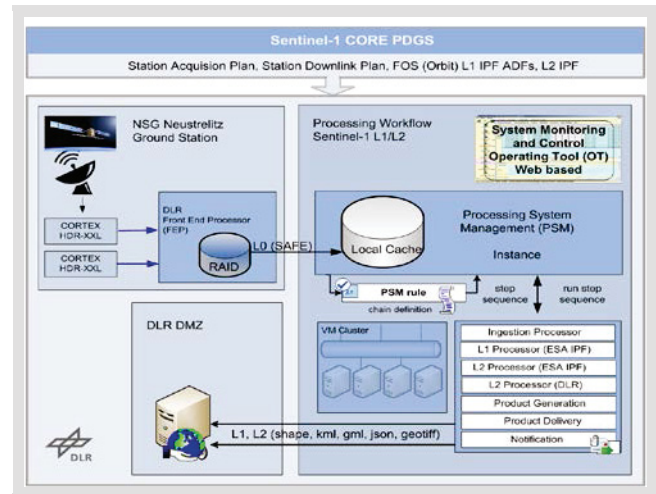 Sentinel-1 CORE PDGS
Station Acquision Plan, Station Downlink Plan, FOS (Orbit) L1 IPF ADFs, L2 IPF
NSG Neustrelitz
Ground Station
CORTEX
HDR-XXL
CORTEX
HDR-XXL
DLR
Front End Processor
(FEP)
RAID
L0 (SAFE)
Processing Workflow
Sentinel-1 L1/L2
System Monitoring
and Control
Operating Tool (OT)
Web based
Local Cache
Processing System
Management (PSM)
Instance
PSM rule
chain definition
step
sequence
run stop
sequence
VM Cluster
Ingestion Processor
L1 Processor (ESA IPF)
L2 Processor (ESA IPF)
L2 Processor (DLR)
Product Generation
Product Delivery
Notification
DLR DMZ
L1, L2 (shape, kml, gml, json, geotiff)
DLR